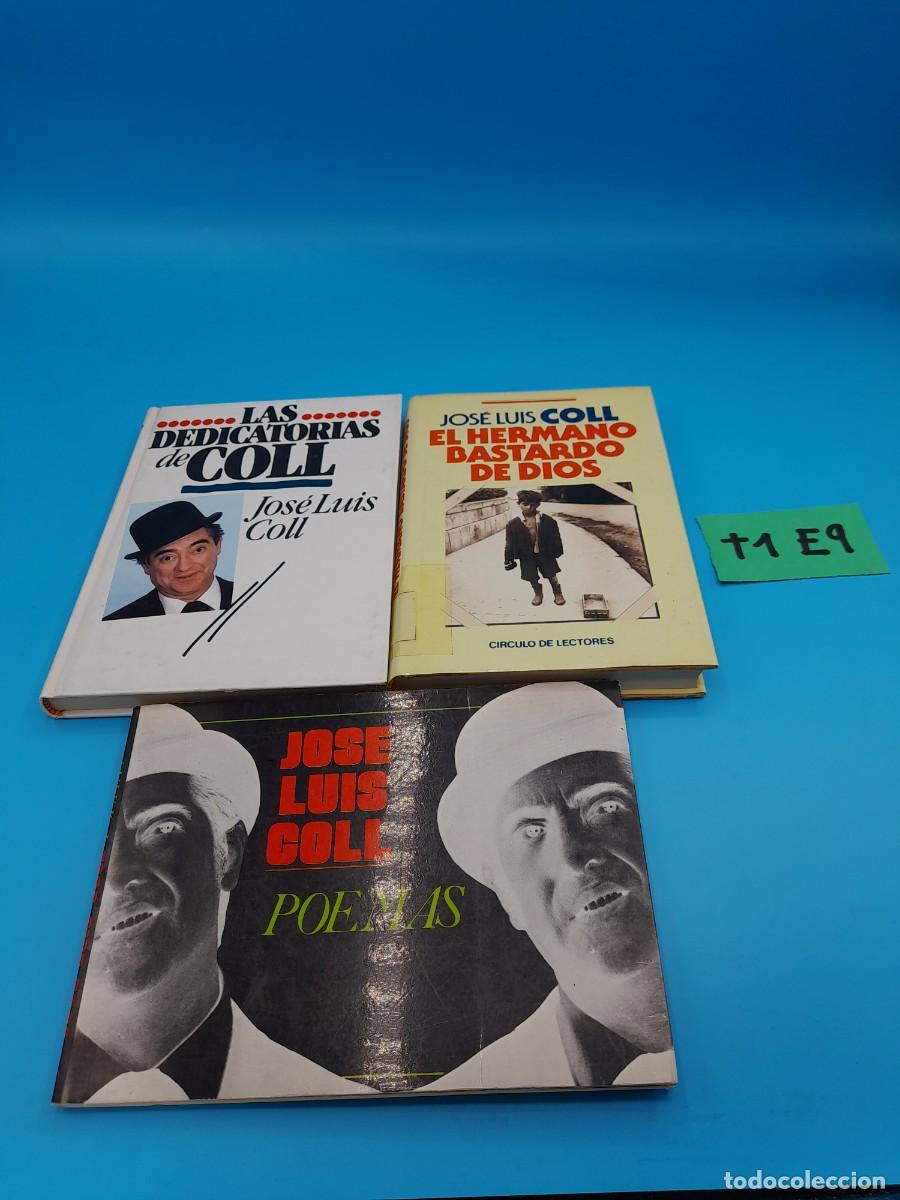 LAS
DEDICATORIAS
de COLL
José Luis
Coll
JOSÉ LUIS COLL
EL HERMANO
BASTARDO
DE DIOS
CIRCULO DE LECTORES
+1 E9
JOSE
LUIS
COLL
POEMAS
todocoleccion